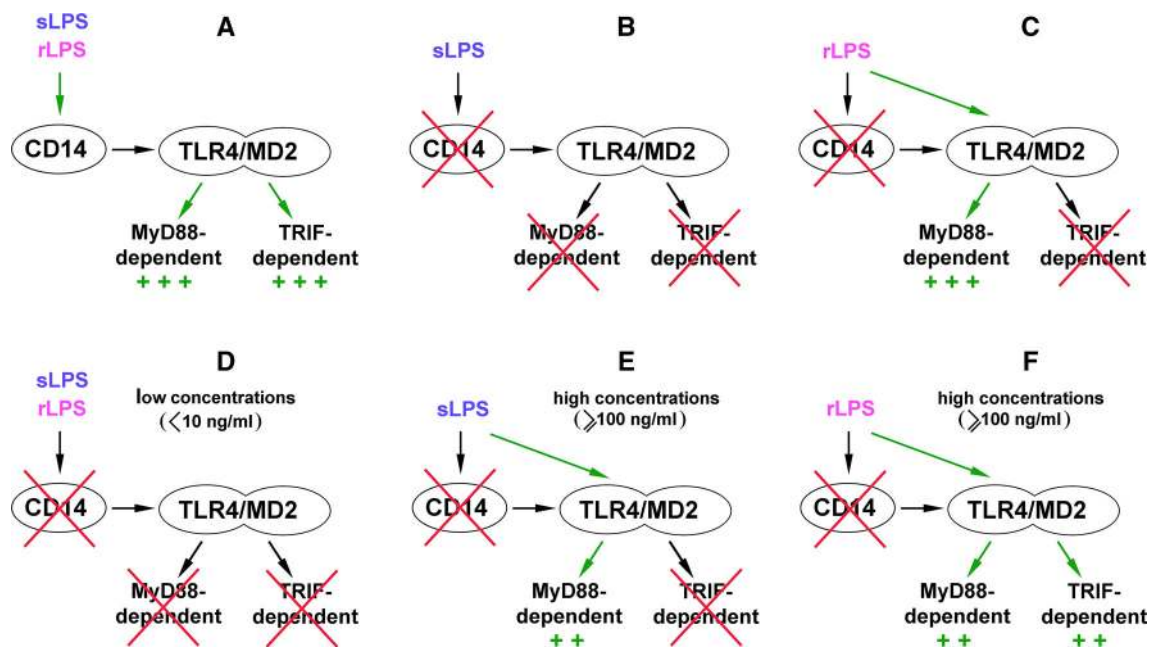 A
sLPS
rLPS
CD14
TLR4/MD2
MyD88-
dependent
+ + +
TRIF-
dependent
+ + +
B
sLPS
CD14
TLR4/MD2
MyD88-
dependent
TRIF-
dependent
C
rLPS
CD14
TLR4/MD2
MyD88-
dependent
+ + +
TRIF-
dependent
D
sLPS
rLPS
low concentrations
(<10 ng/ml)
CD14
TLR4/MD2
MyD88-
dependent
TRIF-
dependent
E
sLPS
high concentrations
(⩾100 ng/ml)
CD14
TLR4/MD2
MyD88-
dependent
+ +
TRIF-
dependent
F
rLPS
high concentrations
(⩾100 ng/ml)
CD14
TLR4/MD2
MyD88-
dependent
+ +
TRIF-
dependent
+ +